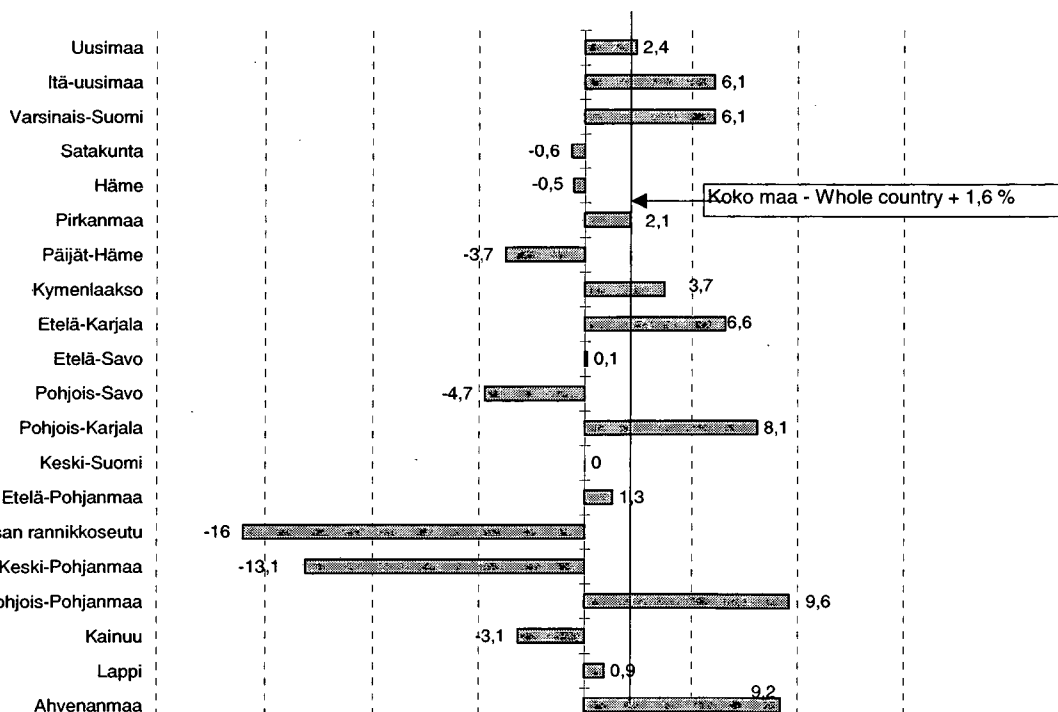 Uusimaa 2,4
Itä-uusimaa 6,1
Varsinais-Suomi 6,1
Satakunta -0,6
Häme -0,5
Koko maa - Whole country + 1,6 %
Pirkanmaa 2,1
Päijät-Häme -3,7
Kymenlaakso 3,7
Etelä-Karjala 6,6
Etelä-Savo 0,1
Pohjois-Savo -4,7
Pohjois-Karjala 8,1
Keski-Suomi 0
Etelä-Pohjanmaa 1,3
san rannikkoseutu -16
Keski-Pohjanmaa -13,1
ohjois-Pohjanmaa 9,6
Kainuu -3,1
Lappi 0,9
Ahvenanmaa 9,2